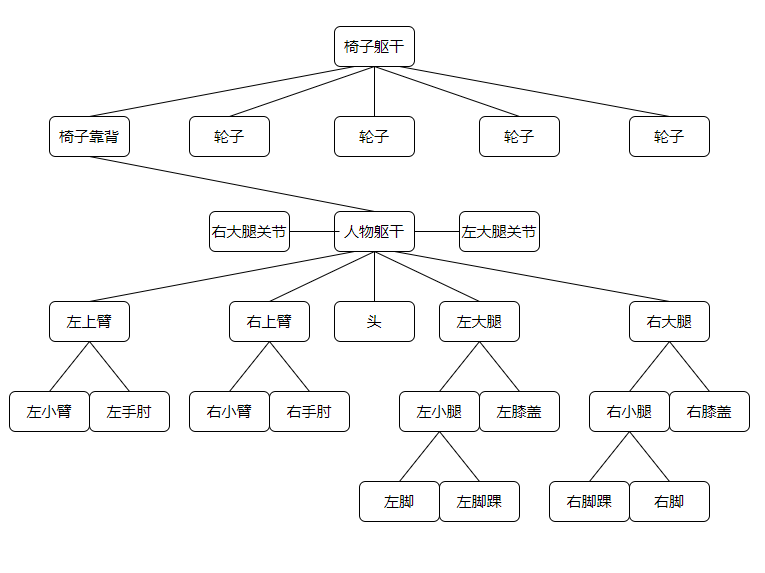 椅子躯干
椅子靠背
轮子
轮子
轮子
轮子
右大腿关节
人物躯干
左大腿关节
左上臂
右上臂
头
左大腿
右大腿
左小臂
左手肘
右小臂
右手肘
左小腿
左膝盖
右小腿
右膝盖
左脚
左脚踝
右脚踝
右脚